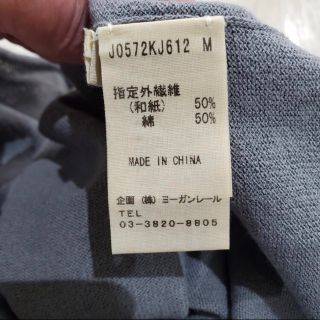 J0572KJ612 M
指定外繊維
(和紙) 50%
綿 50%
MADE IN CHINA
企画 (株) ヨーガンレール
TEL
03-3820-8805